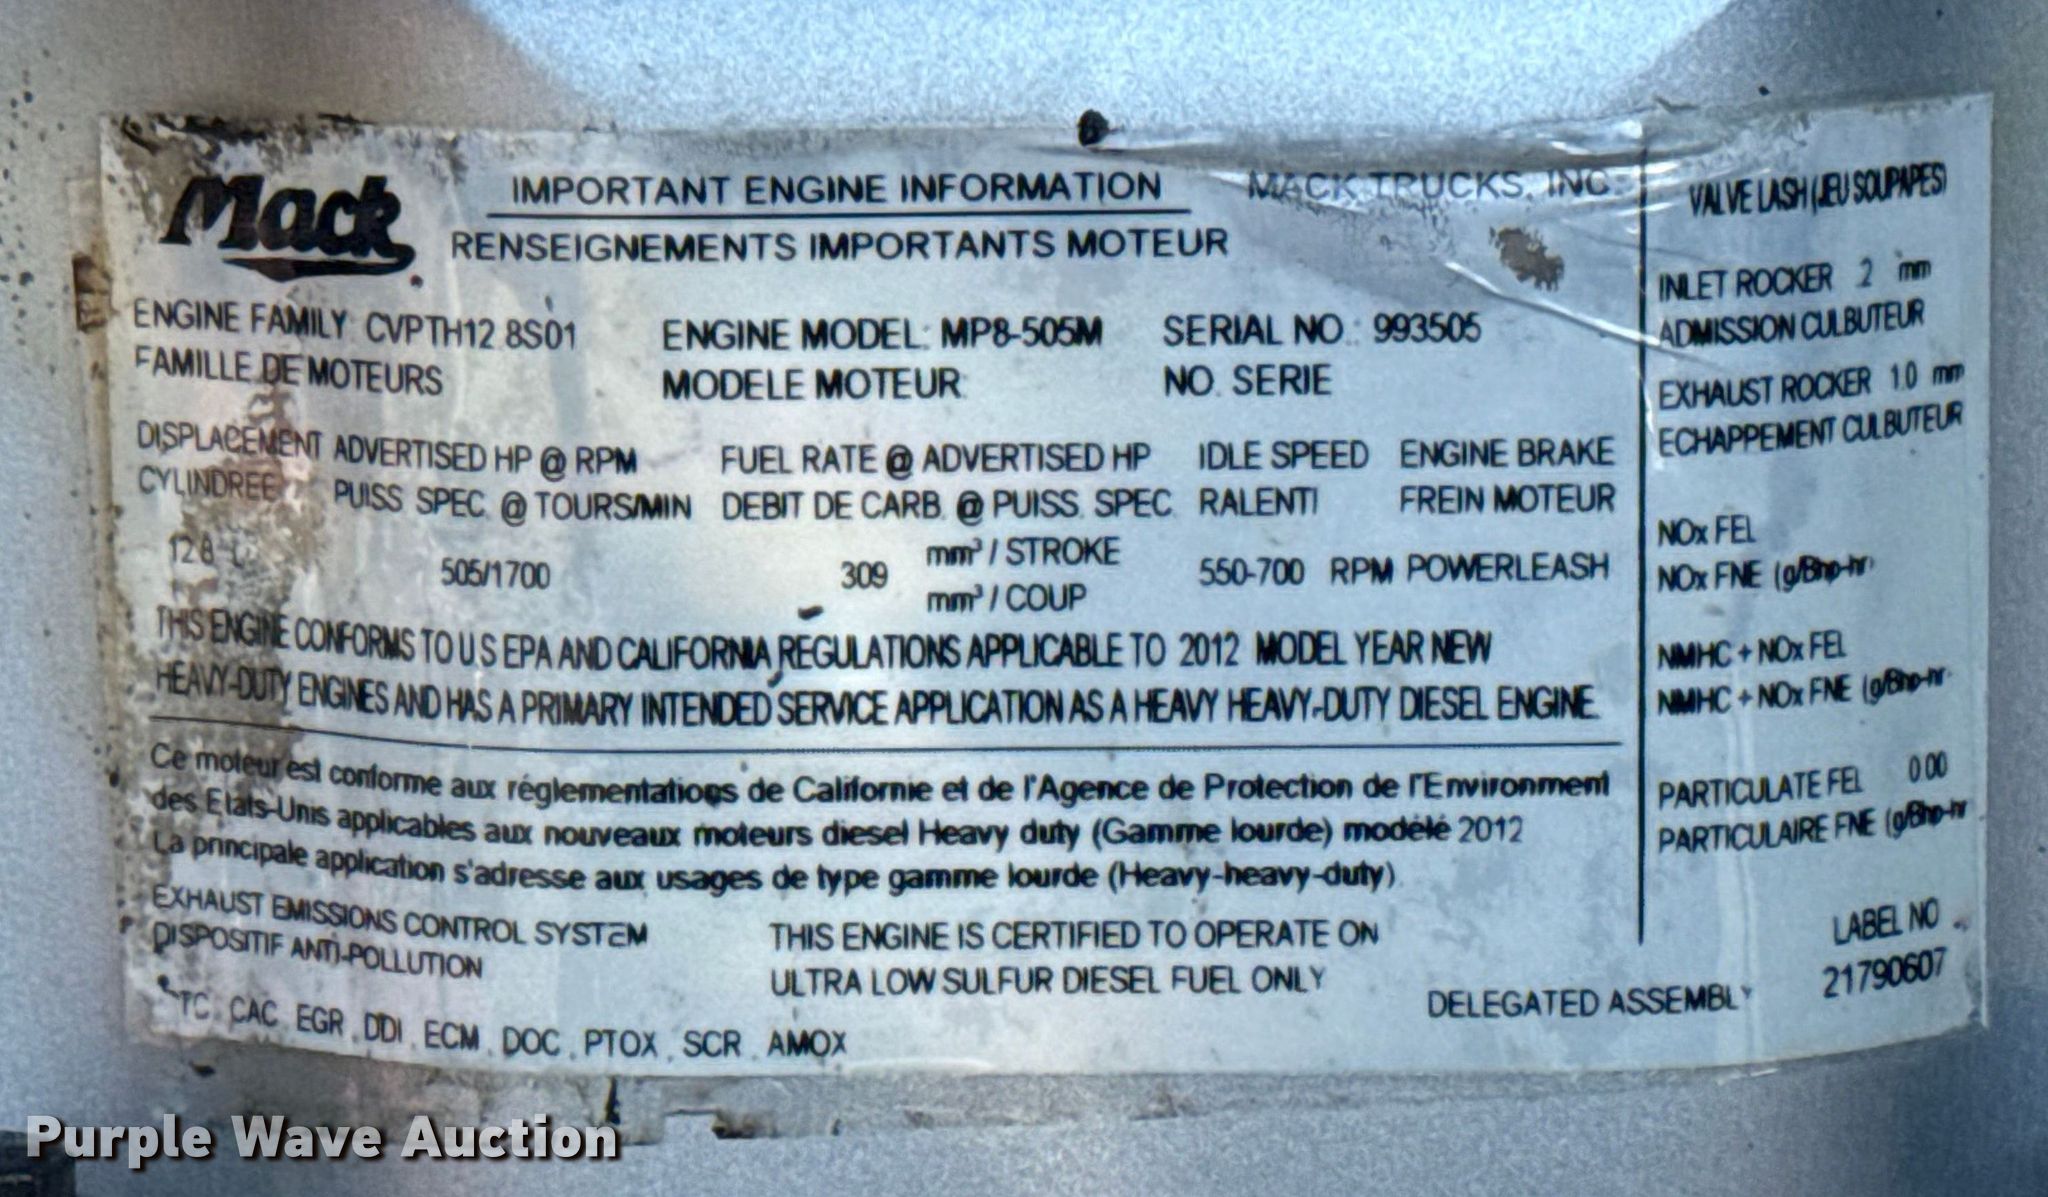 Mack
IMPORTANT ENGINE INFORMATION
MACK TRUCKS, INC
RENSEIGNEMENTS IMPORTANTS MOTEUR
ENGINE FAMILY CVPTH12 8S01 ENGINE MODEL: MP8-505M SERIAL NO.: 993505
FAMILLE DE MOTEURS MODELE MOTEUR NO. SERIE
DISPLACEMENT ADVERTISED HP @ RPM FUEL RATE @ ADVERTISED HP IDLE SPEED ENGINE BRAKE
CYLINDREE PUISS SPEC. @ TOURS/MIN DEBIT DE CARB. @ PUISS. SPEC. RALENTI FREIN MOTEUR
12 8 L 505/1700 309 mm³ / STROKE 550-700 RPM POWERLEASH
mm³ / COUP
THIS ENGINE CONFORMS TO U.S EPA AND CALIFORNIA REGULATIONS APPLICABLE TO 2012 MODEL YEAR NEW
HEAVY-DUTY ENGINES AND HAS A PRIMARY INTENDED SERVICE APPLICATION AS A HEAVY HEAVY-DUTY DIESEL ENGINE.
Ce moteur est conforme aux réglementations de Californie et de l'Agence de Protection de l'Environment
des Etats-Unis applicables aux nouveaux moteurs diesel Heavy duty (Gamme lourde) modélé 2012
La principale application s'adresse aux usages de type gamme lourde (Heavy-heavy-duty).
EXHAUST EMISSIONS CONTROL SYSTEM
DISPOSITIF ANTI-POLLUTION
THIS ENGINE IS CERTIFIED TO OPERATE ON
ULTRA LOW SULFUR DIESEL FUEL ONLY
DELEGATED ASSEMBLY
TC , CAC , EGR , DDI , ECM , DOC , PTOX , SCR , AMOX
VALVE LASH (JEU SOUPAPES)
INLET ROCKER 2 mm
ADMISSION CULBUTEUR
EXHAUST ROCKER 1.0 mm
ECHAPPEMENT CULBUTEUR
NOx FEL
NOx FNE (g/Bhp-hr)
NMHC + NOx FEL
NMHC + NOx FNE (g/Bhp-hr
PARTICULATE FEL 0 00
PARTICULAIRE FNE (g/Bhp-hr
LABEL NO
21790607
Purple Wave Auction